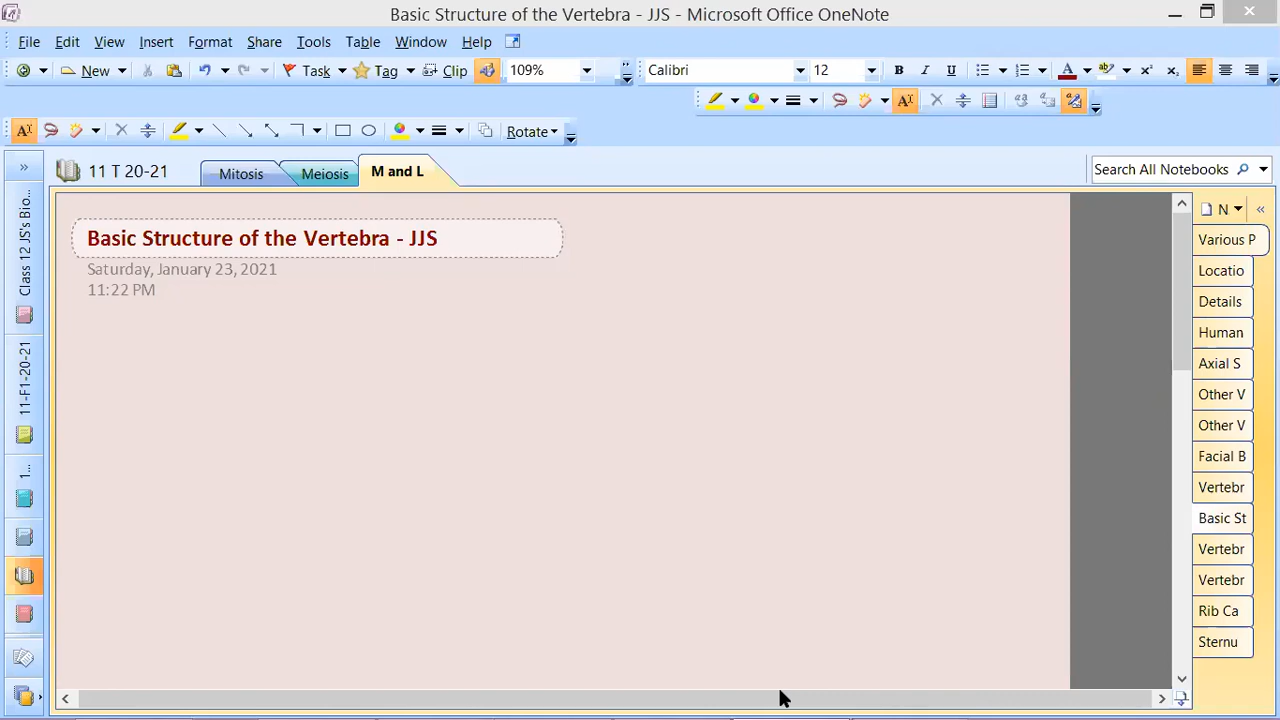 Basic Structure of the Vertebra - JJS - Microsoft Office OneNote
File Edit View Insert Format Share Tools Table Window Help
New Task Tag Clip 109% Calibri 12 B I U
Rotate
11 T 20-21 Mitosis Meiosis M and L Search All Notebooks
N
Basic Structure of the Vertebra - JJS
Saturday, January 23, 2021
11:22 PM
Class 12 JJS's Bio...
11-F1-20-21
1...
Various P
Locatio
Details
Human
Axial S
Other V
Other V
Facial B
Vertebr
Basic St
Vertebr
Vertebr
Rib Ca
Sternu